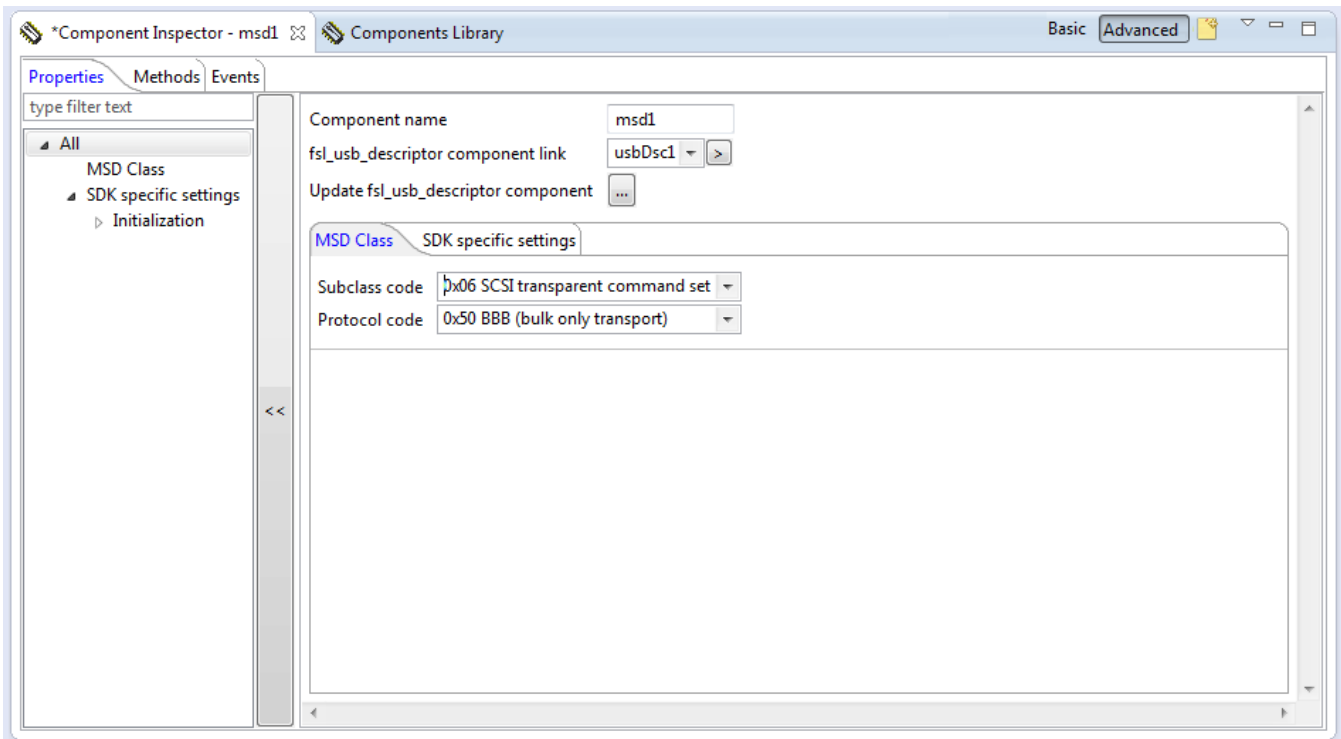 *Component Inspector - msd1 Components Library Basic Advanced
Properties Methods Events
type filter text
All
MSD Class
SDK specific settings
Initialization
<<
Component name msd1
fsl_usb_descriptor component link usbDsc1 >
Update fsl_usb_descriptor component ...
MSD Class SDK specific settings
Subclass code 0x06 SCSI transparent command set
Protocol code 0x50 BBB (bulk only transport)